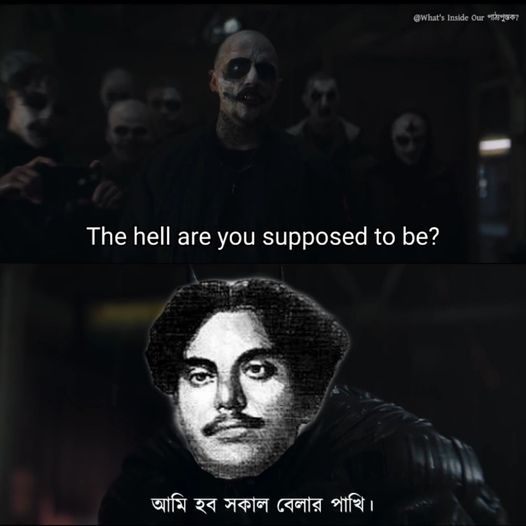 @What's Inside Our পাঠ্যপুস্তক?
The hell are you supposed to be?
আমি হব সকাল বেলার পাখি।